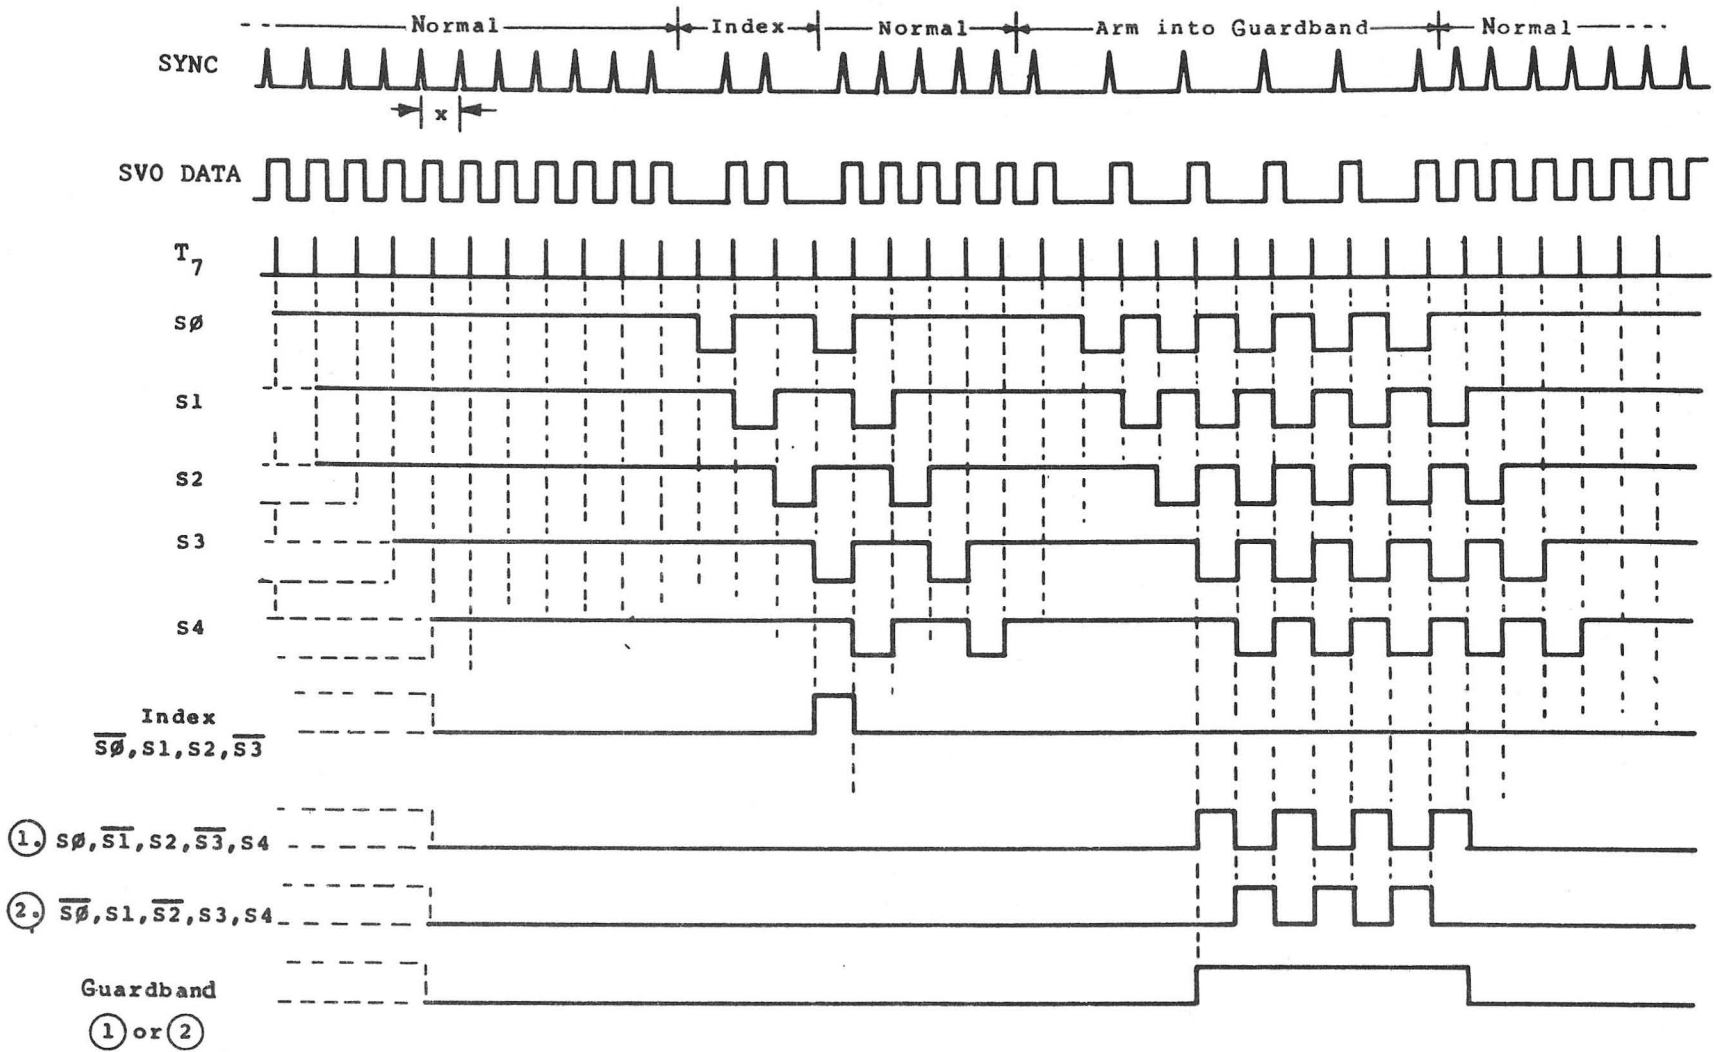 Normal Index Normal Arm into Guardband Normal
SYNC
x
SVO DATA
T7
SØ
S1
S2
S3
S4
Index
S̅Ø̅,S1,S2,S̅3̅
1. SØ,S̅1̅,S2,S̅3̅,S4
2. S̅Ø̅,S1,S̅2̅,S3,S4
Guardband
1 or 2